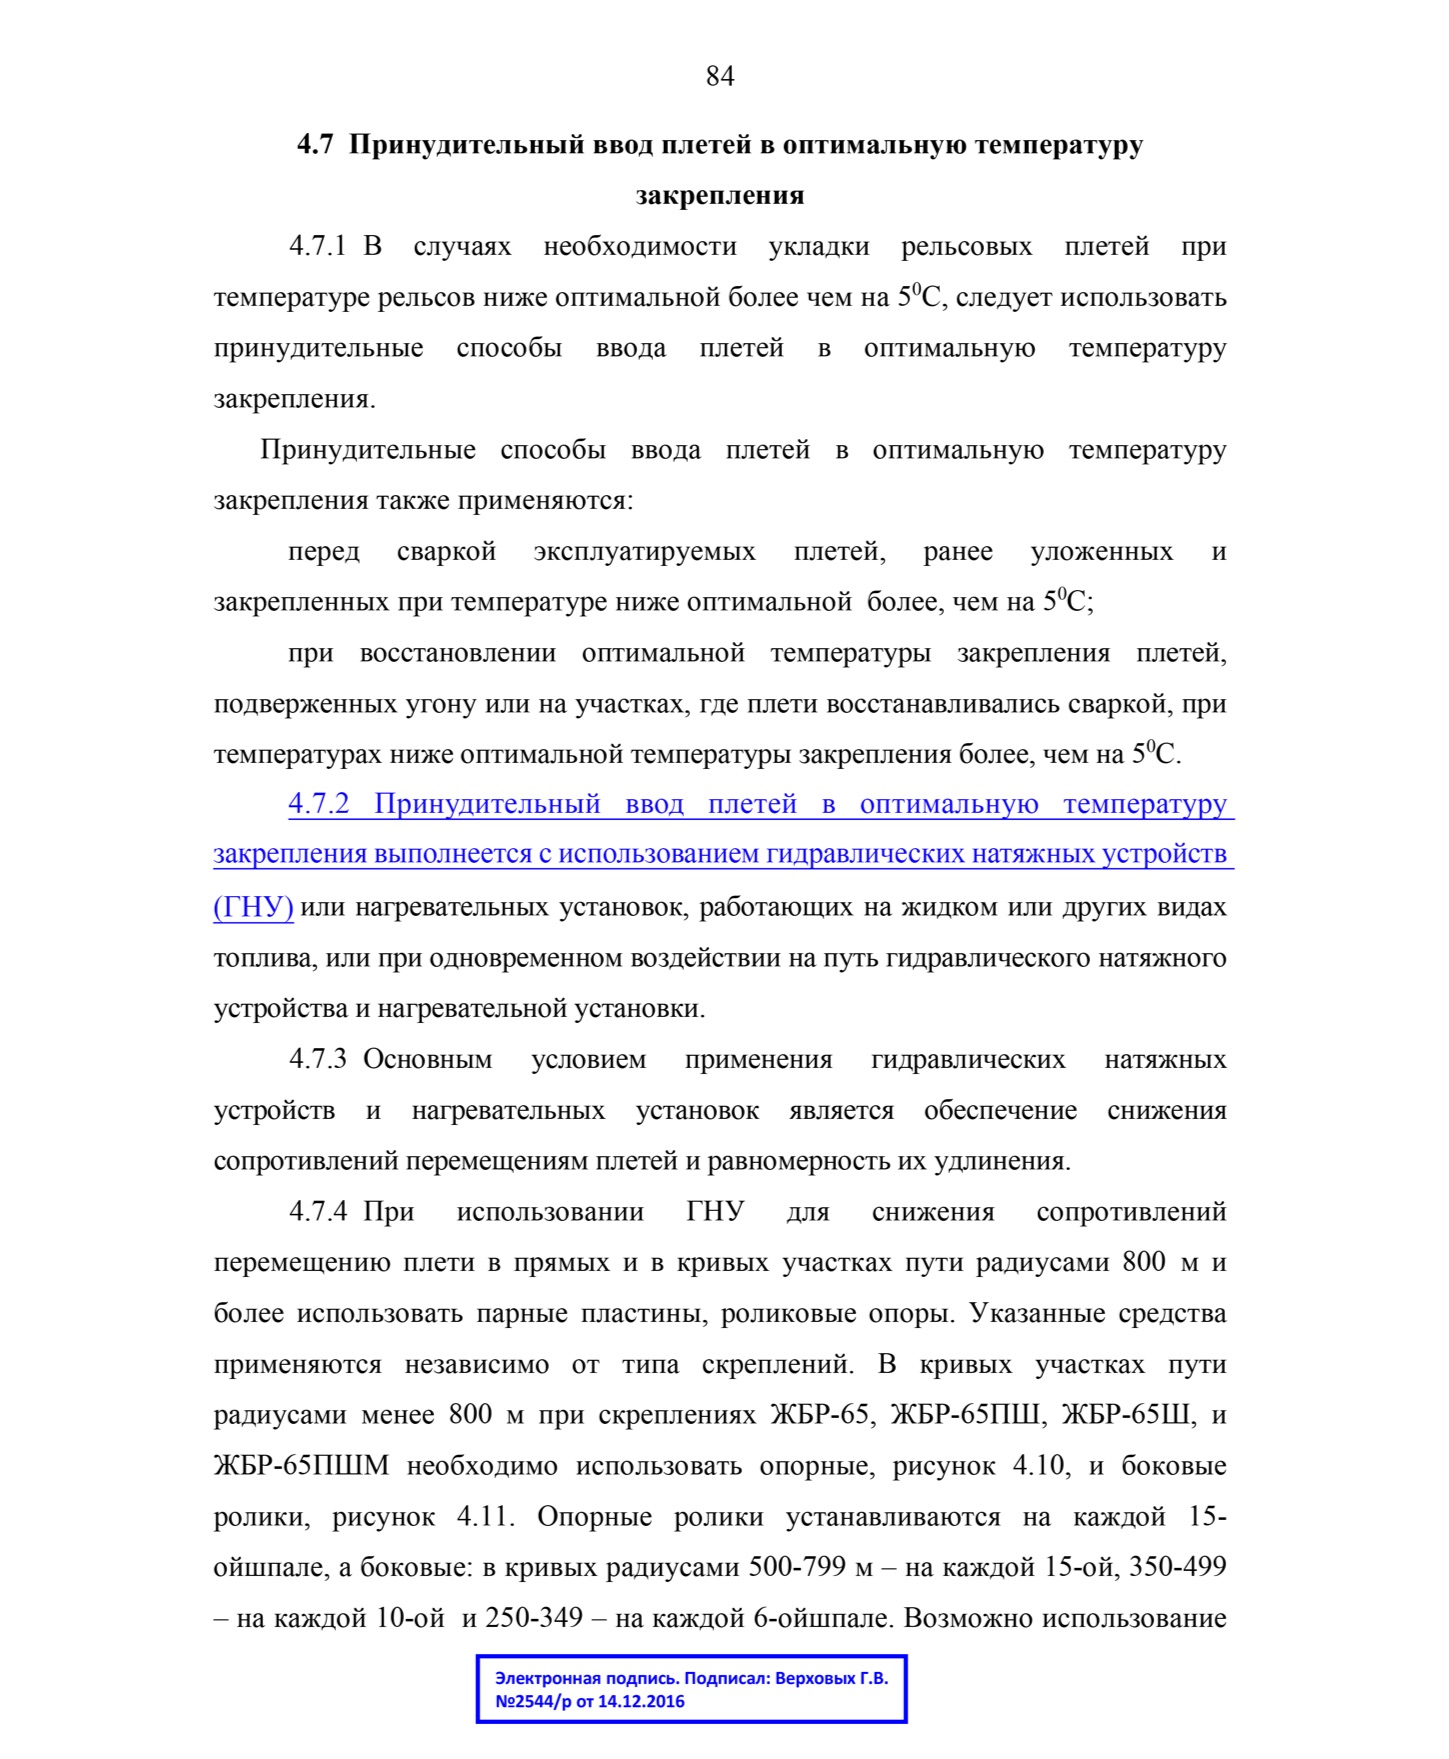 84
4.7 Принудительный ввод плетей в оптимальную температуру
закрепления
4.7.1 В случаях необходимости укладки рельсовых плетей при
температуре рельсов ниже оптимальной более чем на 5⁰С, следует использовать
принудительные способы ввода плетей в оптимальную температуру
закрепления.
Принудительные способы ввода плетей в оптимальную температуру
закрепления также применяются:
перед сваркой эксплуатируемых плетей, ранее уложенных и
закрепленных при температуре ниже оптимальной более, чем на 5⁰С;
при восстановлении оптимальной температуры закрепления плетей,
подверженных угону или на участках, где плети восстанавливались сваркой, при
температурах ниже оптимальной температуры закрепления более, чем на 5⁰С.
4.7.2 Принудительный ввод плетей в оптимальную температуру
закрепления выполнеется с использованием гидравлических натяжных устройств
(ГНУ) или нагревательных установок, работающих на жидком или других видах
топлива, или при одновременном воздействии на путь гидравлического натяжного
устройства и нагревательной установки.
4.7.3 Основным условием применения гидравлических натяжных
устройств и нагревательных установок является обеспечение снижения
сопротивлений перемещениям плетей и равномерность их удлинения.
4.7.4 При использовании ГНУ для снижения сопротивлений
перемещению плети в прямых и в кривых участках пути радиусами 800 м и
более использовать парные пластины, роликовые опоры. Указанные средства
применяются независимо от типа скреплений. В кривых участках пути
радиусами менее 800 м при скреплениях ЖБР-65, ЖБР-65ПШ, ЖБР-65Ш, и
ЖБР-65ПШМ необходимо использовать опорные, рисунок 4.10, и боковые
ролики, рисунок 4.11. Опорные ролики устанавливаются на каждой 15-
ойшпале, а боковые: в кривых радиусами 500-799 м – на каждой 15-ой, 350-499
– на каждой 10-ой и 250-349 – на каждой 6-ойшпале. Возможно использование
Электронная подпись. Подписал: Верховых Г.В.
№2544/р от 14.12.2016